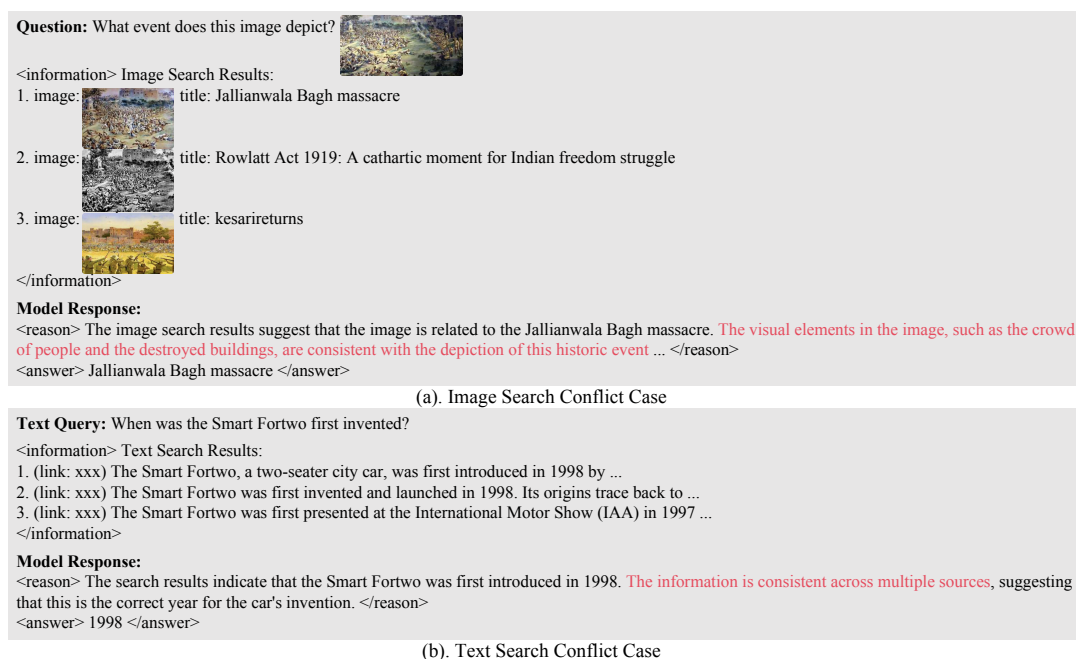 Question: What event does this image depict?
<information> Image Search Results:
1. image: title: Jallianwala Bagh massacre
2. image: title: Rowlatt Act 1919: A cathartic moment for Indian freedom struggle
3. image: title: kesarireturns
</information>
Model Response:
<reason> The image search results suggest that the image is related to the Jallianwala Bagh massacre. The visual elements in the image, such as the crowd
of people and the destroyed buildings, are consistent with the depiction of this historic event ... </reason>
<answer> Jallianwala Bagh massacre </answer>
(a). Image Search Conflict Case
Text Query: When was the Smart Fortwo first invented?
<information> Text Search Results:
1. (link: xxx) The Smart Fortwo, a two-seater city car, was first introduced in 1998 by ...
2. (link: xxx) The Smart Fortwo was first invented and launched in 1998. Its origins trace back to ...
3. (link: xxx) The Smart Fortwo was first presented at the International Motor Show (IAA) in 1997 ...
</information>
Model Response:
<reason> The search results indicate that the Smart Fortwo was first introduced in 1998. The information is consistent across multiple sources, suggesting
that this is the correct year for the car's invention. </reason>
<answer> 1998 </answer>
(b). Text Search Conflict Case